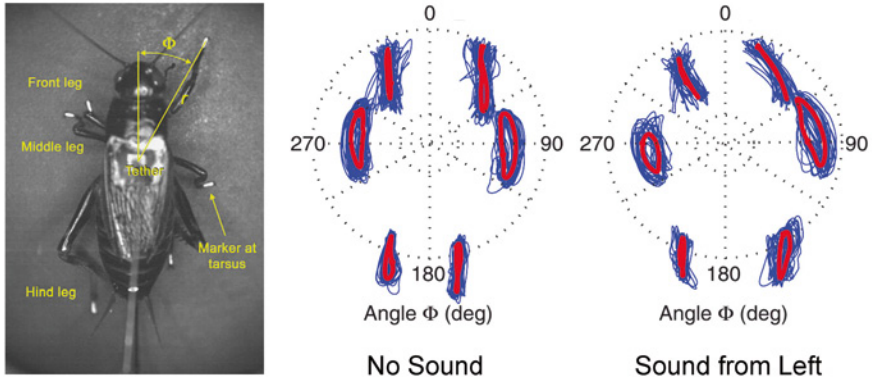 Φ
r
Front leg
Middle leg
Tether
Marker at
tarsus
Hind leg
0
270
90
180
Angle Φ (deg)
No Sound
0
270
90
180
Angle Φ (deg)
Sound from Left